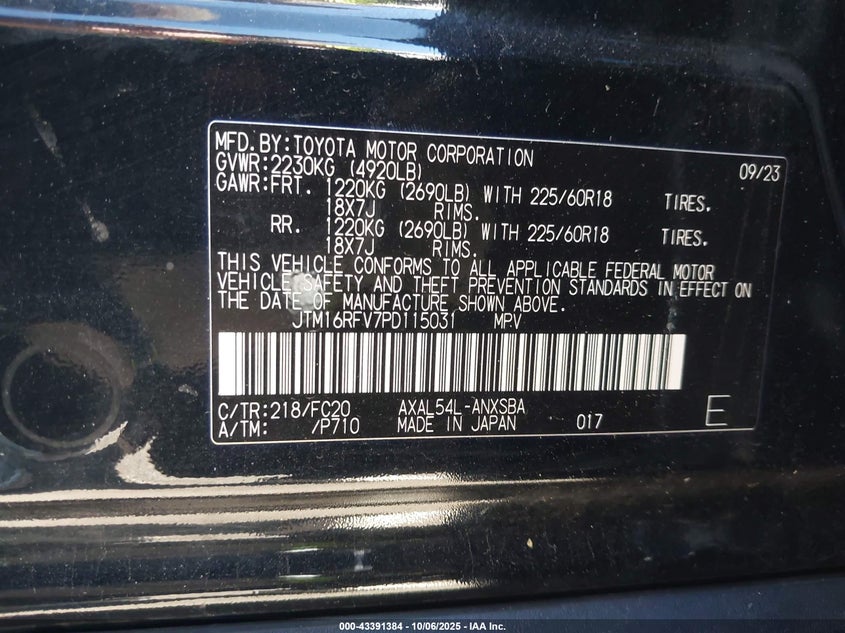 MFD.BY:TOYOTA MOTOR CORPORATION 09/23
GVWR:2230KG (4920LB)
GAWR:FRT. 1220KG (2690LB) WITH 225/60R18 TIRES.
18X7J RIMS.
RR. 1220KG (2690LB) WITH 225/60R18 TIRES.
18X7J RIMS.
THIS VEHICLE CONFORMS TO ALL APPLICABLE FEDERAL MOTOR
VEHICLE SAFETY AND THEFT PREVENTION STANDARDS IN EFFECT ON
THE DATE OF MANUFACTURE SHOWN ABOVE.
JTM16RFV7PD115031 MPV
C/TR:218/FC20 AXAL54L-ANXSBA
A/TM: /P710 MADE IN JAPAN 017 E
000-43391384 - 10/06/2025 - IAA Inc.